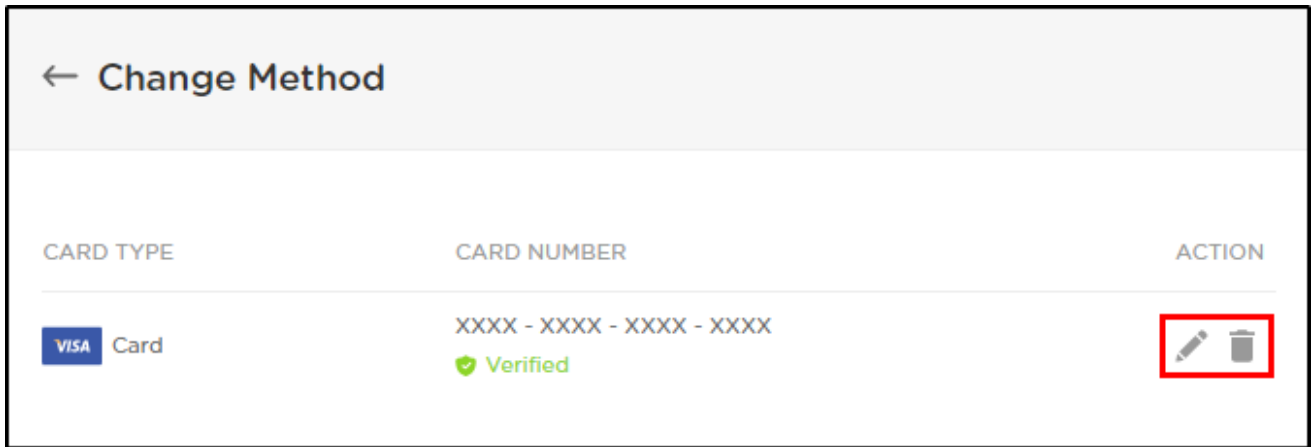 ← Change Method
CARD TYPE CARD NUMBER ACTION
VISA Card XXXX - XXXX - XXXX - XXXX
Verified